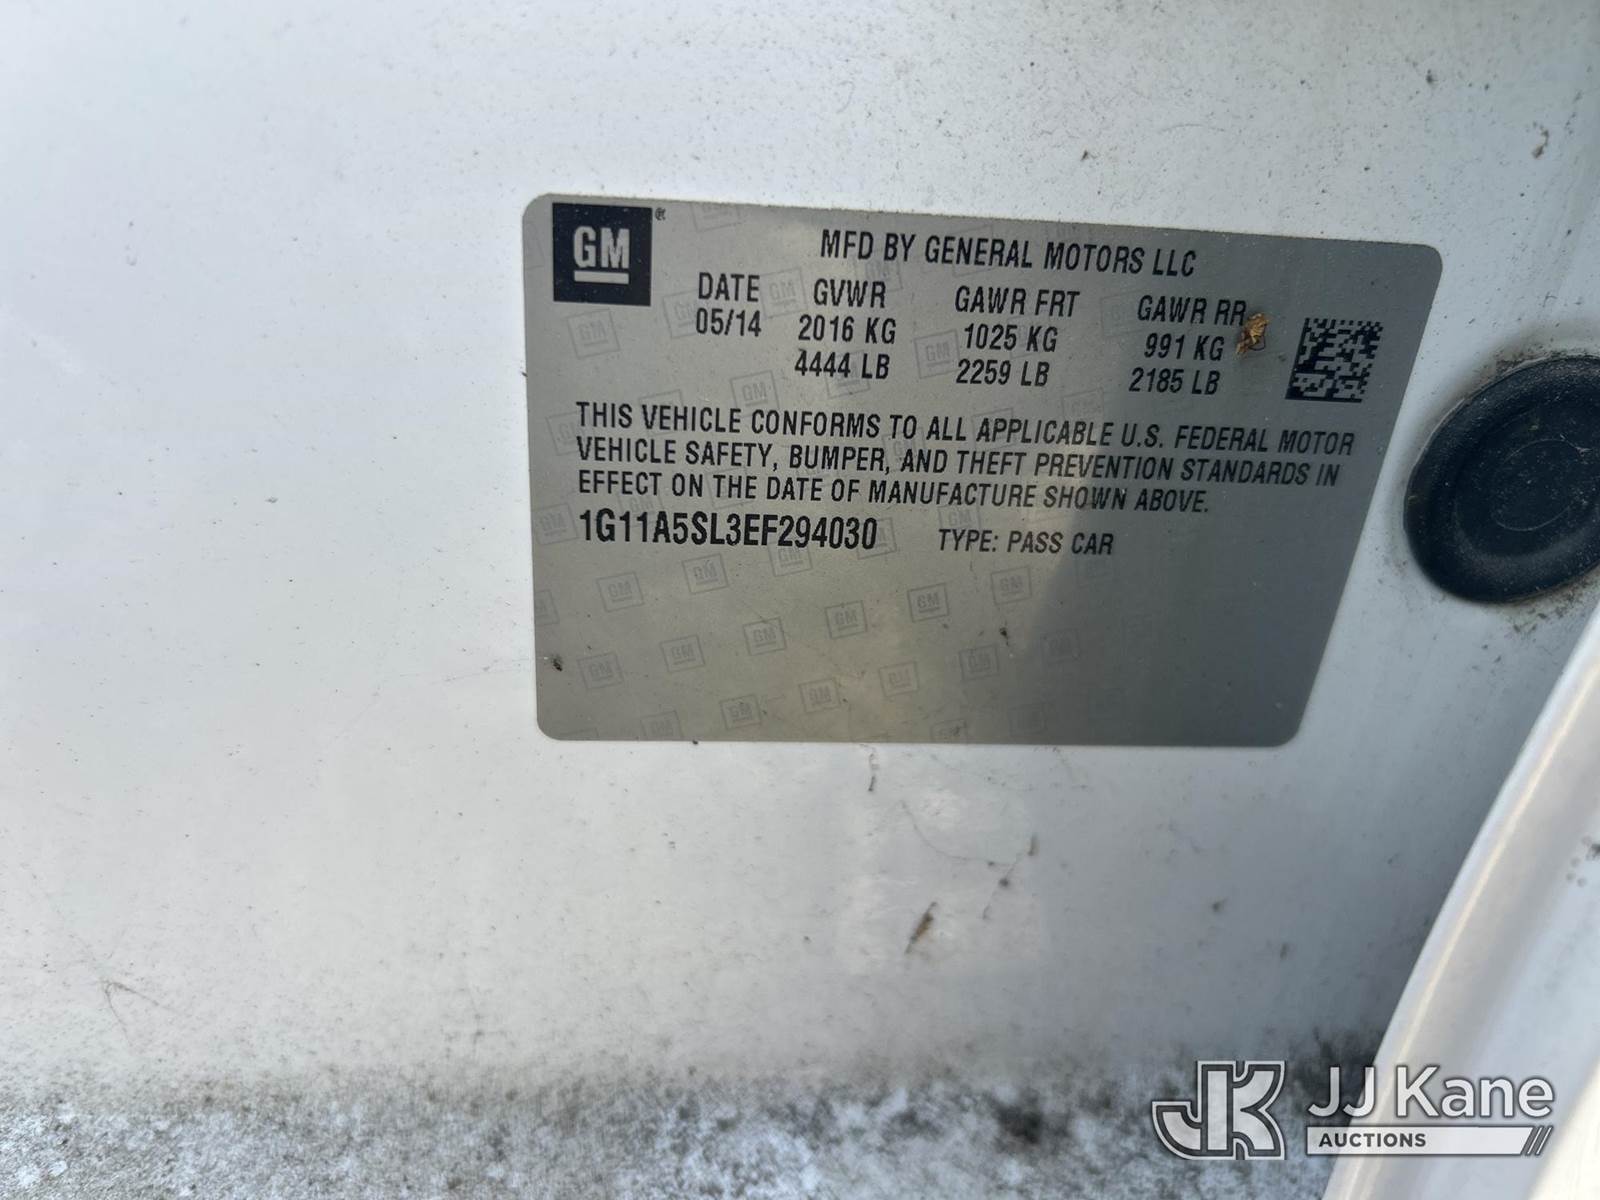 GM
MFD BY GENERAL MOTORS LLC
DATE GVWR GAWR FRT GAWR RR
05/14 2016 KG 1025 KG 991 KG
4444 LB 2259 LB 2185 LB
THIS VEHICLE CONFORMS TO ALL APPLICABLE U.S. FEDERAL MOTOR
VEHICLE SAFETY, BUMPER, AND THEFT PREVENTION STANDARDS IN
EFFECT ON THE DATE OF MANUFACTURE SHOWN ABOVE.
1G11A5SL3EF294030 TYPE: PASS CAR
JK JJ Kane
AUCTIONS